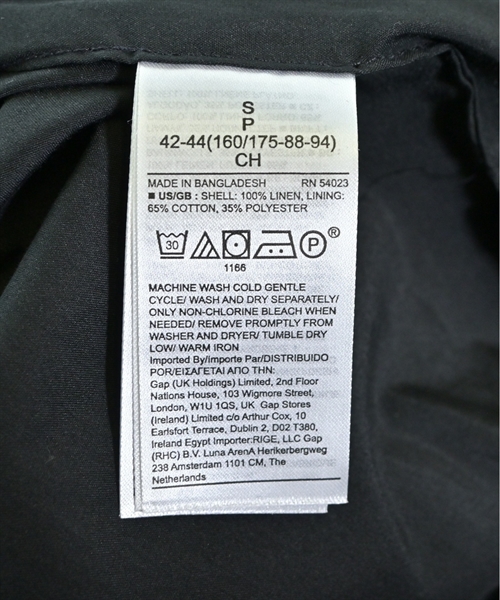 S
P
42-44(160/175-88-94)
CH
MADE IN BANGLADESH RN 54023
■ US/GB : SHELL: 100% LINEN, LINING:
65% COTTON, 35% POLYESTER
30 P ®
1166
MACHINE WASH COLD GENTLE
CYCLE/ WASH AND DRY SEPARATELY/
ONLY NON-CHLORINE BLEACH WHEN
NEEDED/ REMOVE PROMPTLY FROM
WASHER AND DRYER/ TUMBLE DRY
LOW/ WARM IRON
Imported By/Importe Par/DISTRIBUIDO
POR/ΕΙΣΑΓΕΤΑΙ ΑΠΟ ΤΗΝ:
Gap (UK Holdings) Limited, 2nd Floor
Nations House, 103 Wigmore Street,
London, W1U 1QS, UK Gap Stores
(Ireland) Limited c/o Arthur Cox, 10
Earlsfort Terrace, Dublin 2, D02 T380,
Ireland Egypt Importer:RIGE, LLC Gap
(RHC) B.V. Luna ArenA Herikerbergweg
238 Amsterdam 1101 CM, The
Netherlands